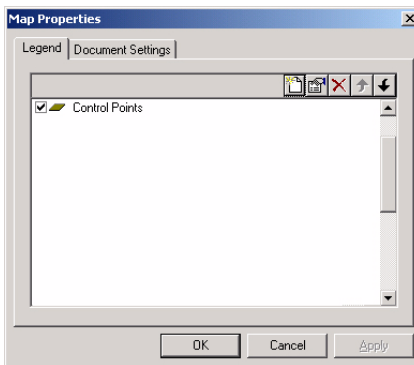 Map Properties
Legend Document Settings
Control Points
OK Cancel Apply